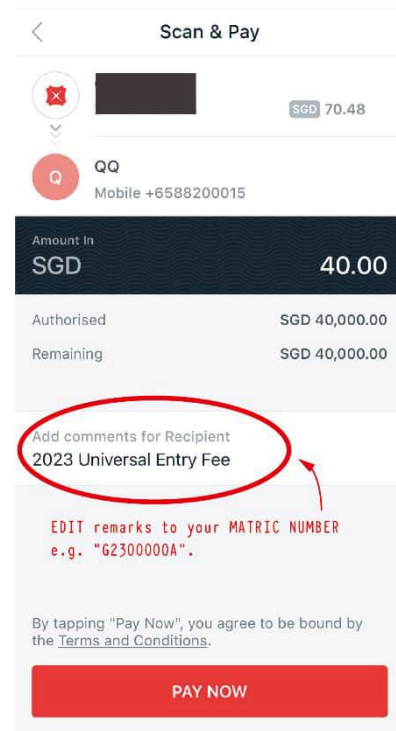 Scan & Pay
SGD 70.48
Q
QQ
Mobile +6588200015
Amount In
SGD 40.00
Authorised SGD 40,000.00
Remaining SGD 40,000.00
Add comments for Recipient
2023 Universal Entry Fee
EDIT remarks to your MATRIC NUMBER
e.g. "G2300000A".
By tapping "Pay Now", you agree to be bound by
the Terms and Conditions.
PAY NOW